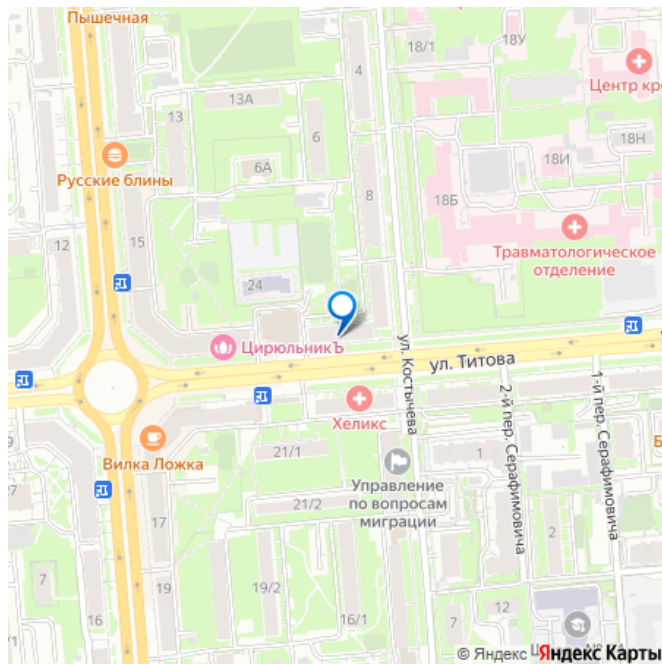 Пышечная
18/1
18У
4
Центр кро
13А
13
6
18Н
18И
6А
Русские блины
8
18Б
Травматологическое
отделение
12
15
24
ЦирюльникЪ
ул. Титова
ул. Костычева
2-й пер. Серафимовича
1-й пер. Серафимовича
Хеликс
Вилка Ложка
21/1
1
Управление
по вопросам
миграции
21/2
17
2
7
19
19/2
16
16/1
7
12
© Яндекс
Яндекс Карты